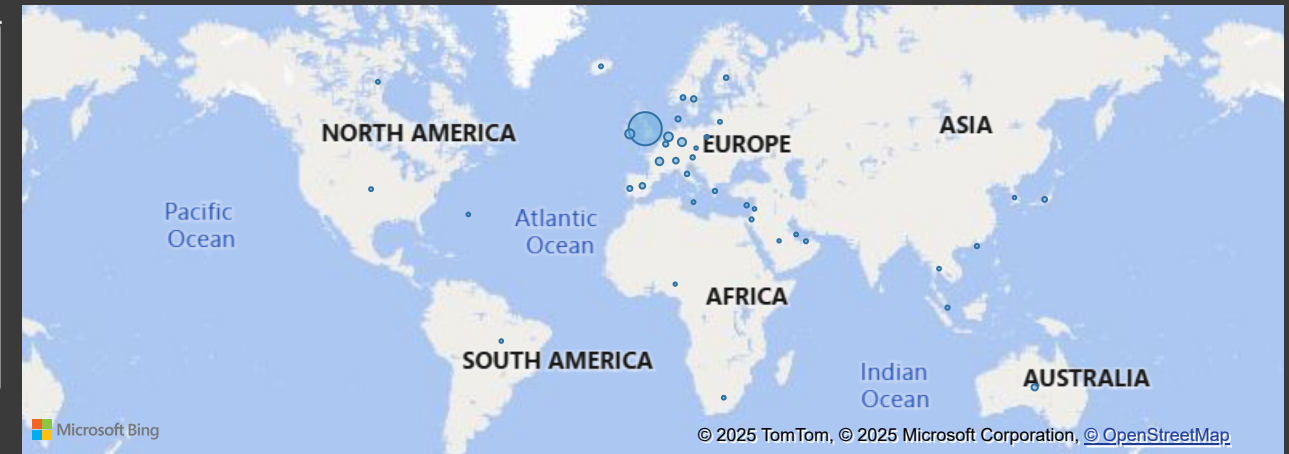 NORTH AMERICA
ASIA
EUROPE
Pacific
Ocean
Atlantic
Ocean
AFRICA
SOUTH AMERICA
Indian
Ocean
AUSTRALIA
Microsoft Bing
© 2025 TomTom, © 2025 Microsoft Corporation, © OpenStreetMap